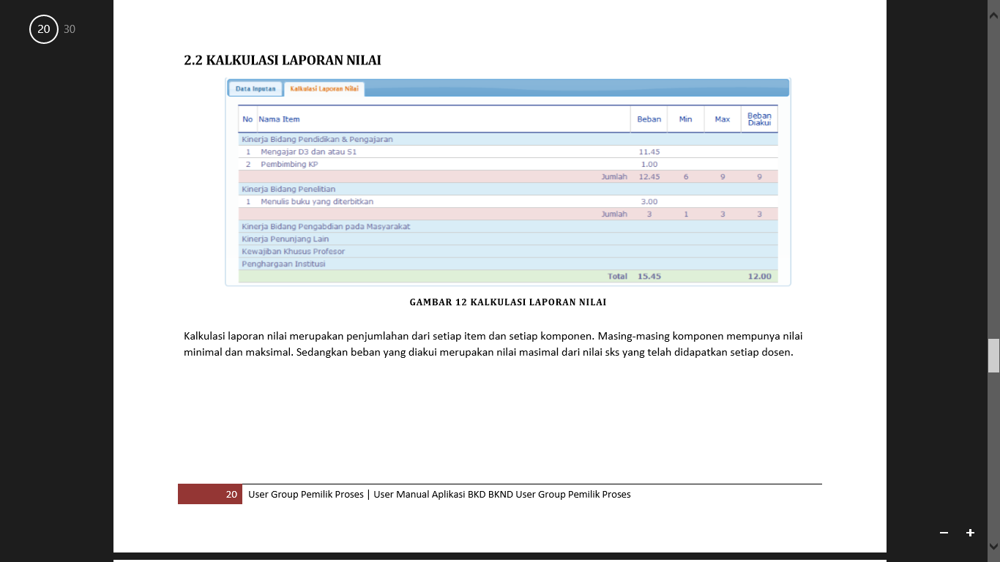 20 30
2.2 KALKULASI LAPORAN NILAI
Data Inputan Kalkulasi Laporan Nilai
No Nama Item Beban Min Max Beban Diakui
Kinerja Bidang Pendidikan & Pengajaran
1 Mengajar D3 dan atau S1 11.45
2 Pembimbing KP 1.00
Jumlah 12.45 6 9 9
Kinerja Bidang Penelitian
1 Menulis buku yang diterbitkan 3.00
Jumlah 3 1 3 3
Kinerja Bidang Pengabdian pada Masyarakat
Kinerja Penunjang Lain
Kewajiban Khusus Profesor
Penghargaan Institusi
Total 15.45 12.00
GAMBAR 12 KALKULASI LAPORAN NILAI
Kalkulasi laporan nilai merupakan penjumlahan dari setiap item dan setiap komponen. Masing-masing komponen mempunya nilai
minimal dan maksimal. Sedangkan beban yang diakui merupakan nilai masimal dari nilai sks yang telah didapatkan setiap dosen.
20 User Group Pemilik Proses | User Manual Aplikasi BKD BKND User Group Pemilik Proses